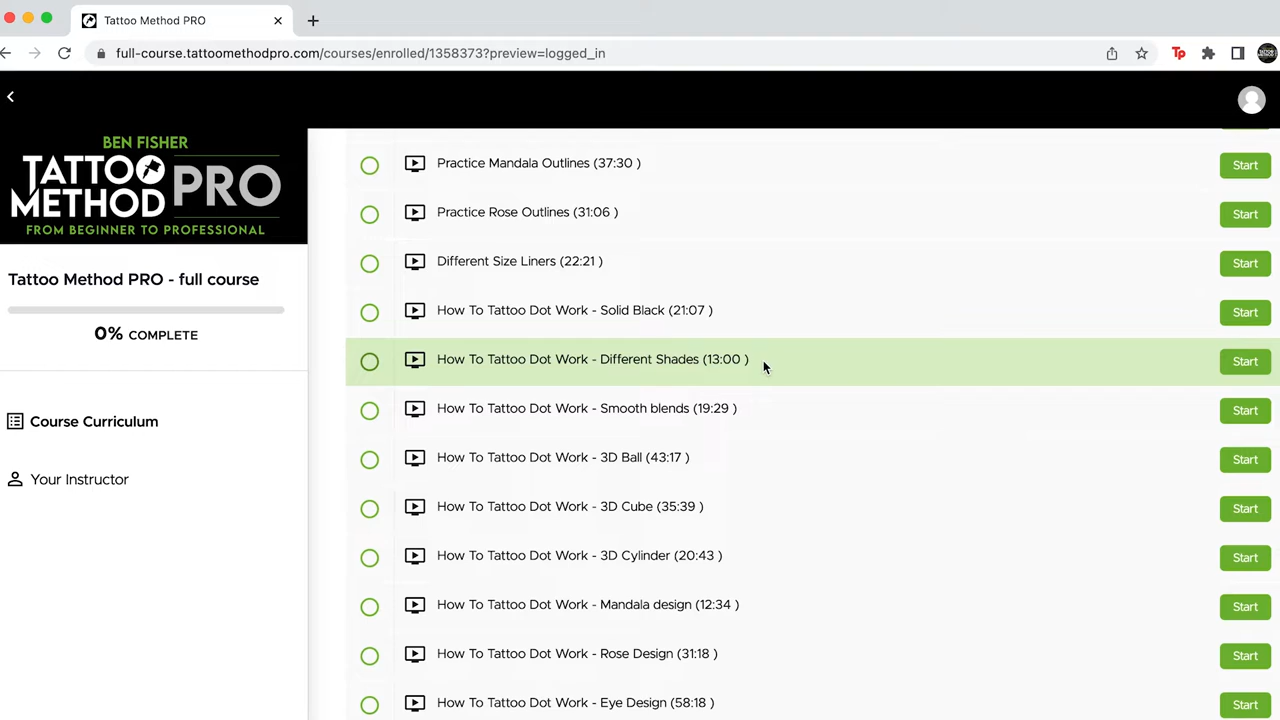 Tattoo Method PRO
full-course.tattoomethodpro.com/courses/enrolled/1358373?preview=logged_in
Tp
BEN FISHER
TATTOO
METHOD
PRO
FROM BEGINNER TO PROFESSIONAL
Tattoo Method PRO - full course
0% COMPLETE
Course Curriculum
Your Instructor
Practice Mandala Outlines (37:30 )
Start
Practice Rose Outlines (31:06 )
Start
Different Size Liners (22:21 )
Start
How To Tattoo Dot Work - Solid Black (21:07 )
Start
How To Tattoo Dot Work - Different Shades (13:00 )
Start
How To Tattoo Dot Work - Smooth blends (19:29 )
Start
How To Tattoo Dot Work - 3D Ball (43:17 )
Start
How To Tattoo Dot Work - 3D Cube (35:39 )
Start
How To Tattoo Dot Work - 3D Cylinder (20:43 )
Start
How To Tattoo Dot Work - Mandala design (12:34 )
Start
How To Tattoo Dot Work - Rose Design (31:18 )
Start
How To Tattoo Dot Work - Eye Design (58:18 )
Start